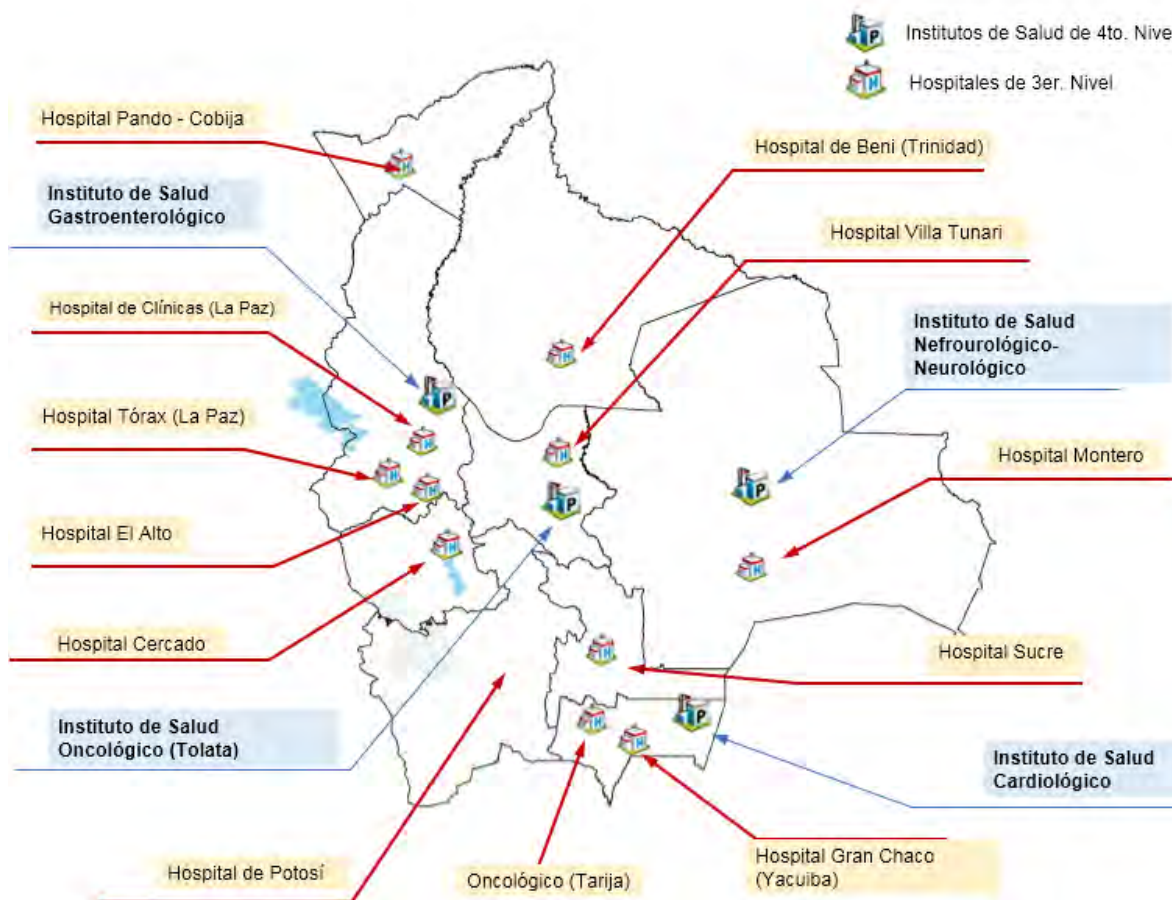 Institutos de Salud de 4to. Nive
Hospitales de 3er. Nivel
Hospital Pando - Cobija
Hospital de Beni (Trinidad)
Instituto de Salud
Gastroenterológico
Hospital Villa Tunari
Hospital de Clínicas (La Paz)
Instituto de Salud
Nefrourológico-
Neurológico
Hospital Tórax (La Paz)
Hospital Montero
Hospital El Alto
Hospital Cercado
Hospital Sucre
Instituto de Salud
Oncológico (Tolata)
Instituto de Salud
Cardiológico
Hospital de Potosí
Oncológico (Tarija)
Hospital Gran Chaco
(Yacuiba)